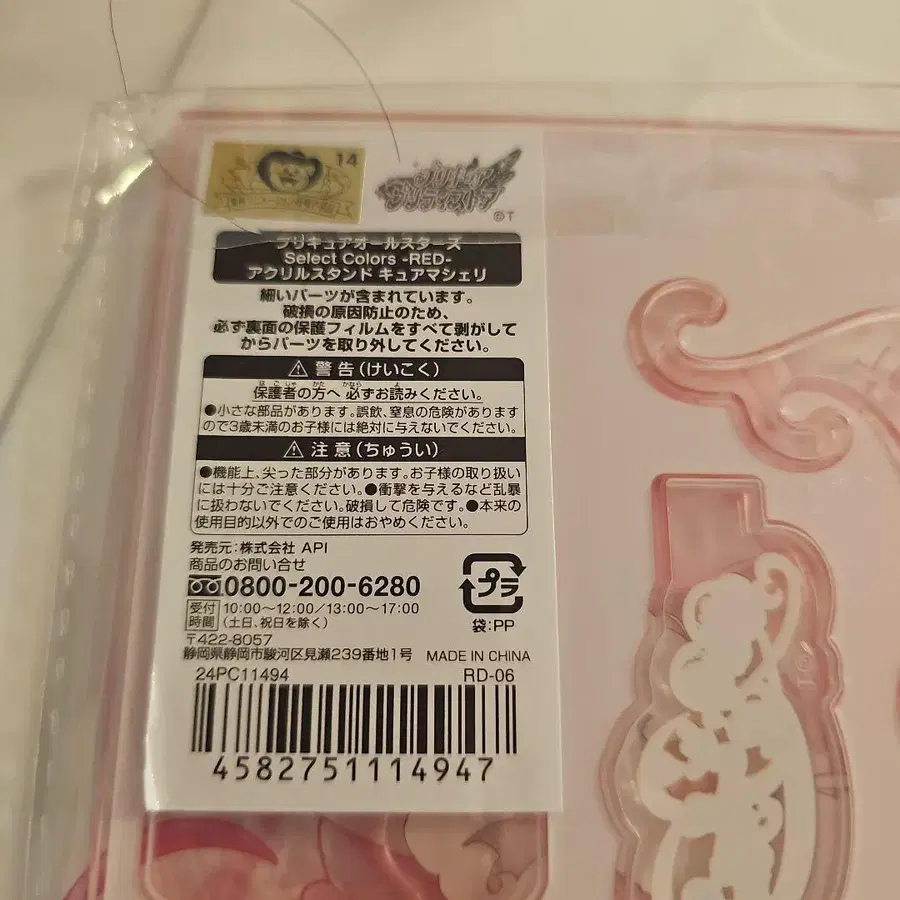 14
プリキュア
プリティストア
©T
プリキュアオールスターズ
Select Colors -RED-
アクリルスタンド キュアマシェリ
細いパーツが含まれています。
破損の原因防止のため、
必ず裏面の保護フィルムをすべて剥がして
からパーツを取り外してください。
⚠ 警告(けいこく)
保護者の方へ 必ずお読みください。
●小さな部品があります。誤飲、窒息の危険があります
ので3歳未満のお子様には絶対に与えないでください。
⚠ 注意(ちゅうい)
●機能上、尖った部分があります。お子様の取り扱い
には十分ご注意ください。●衝撃を与えるなど乱暴
に扱わないでください。破損して危険です。●本来の
使用目的以外でのご使用はおやめください。
発売元:株式会社 API
商品のお問い合せ
0800-200-6280
受付時間 10:00〜12:00/13:00〜17:00
(土日、祝日を除く)
〒422-8057
静岡県静岡市駿河区見瀬239番地1号 MADE IN CHINA
プラ
袋:PP
24PC11494 RD-06
4582751114947